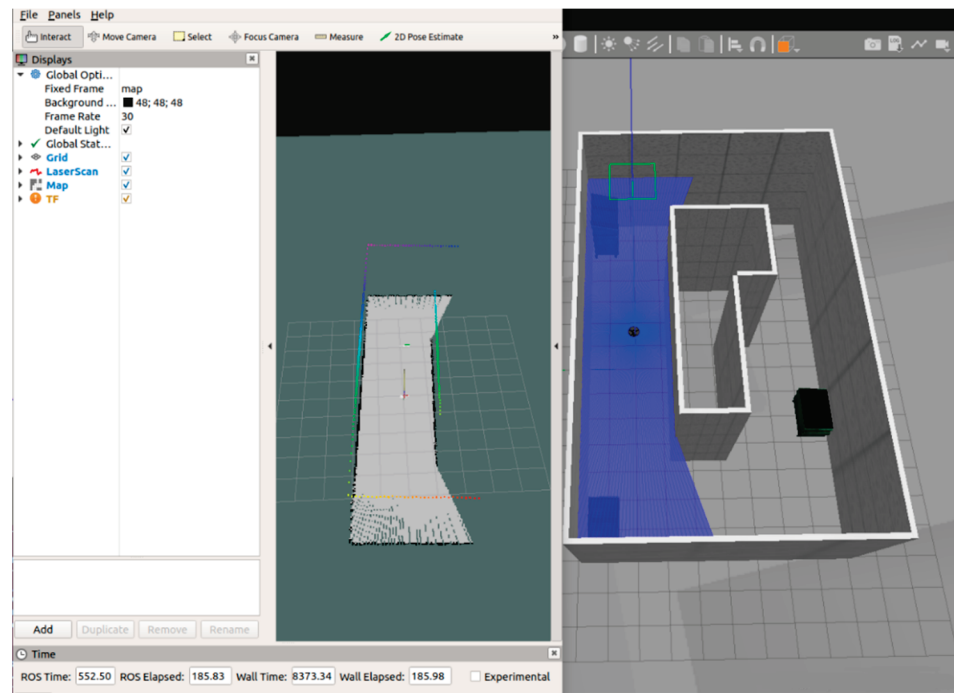 File Panels Help
Interact Move Camera Select Focus Camera Measure 2D Pose Estimate »
Displays
Global Opti...
Fixed Frame map
Background ... 48; 48; 48
Frame Rate 30
Default Light
Global Stat...
Grid
LaserScan
Map
TF
Add Duplicate Remove Rename
Time
ROS Time: 552.50 ROS Elapsed: 185.83 Wall Time: 8373.34 Wall Elapsed: 185.98 Experimental